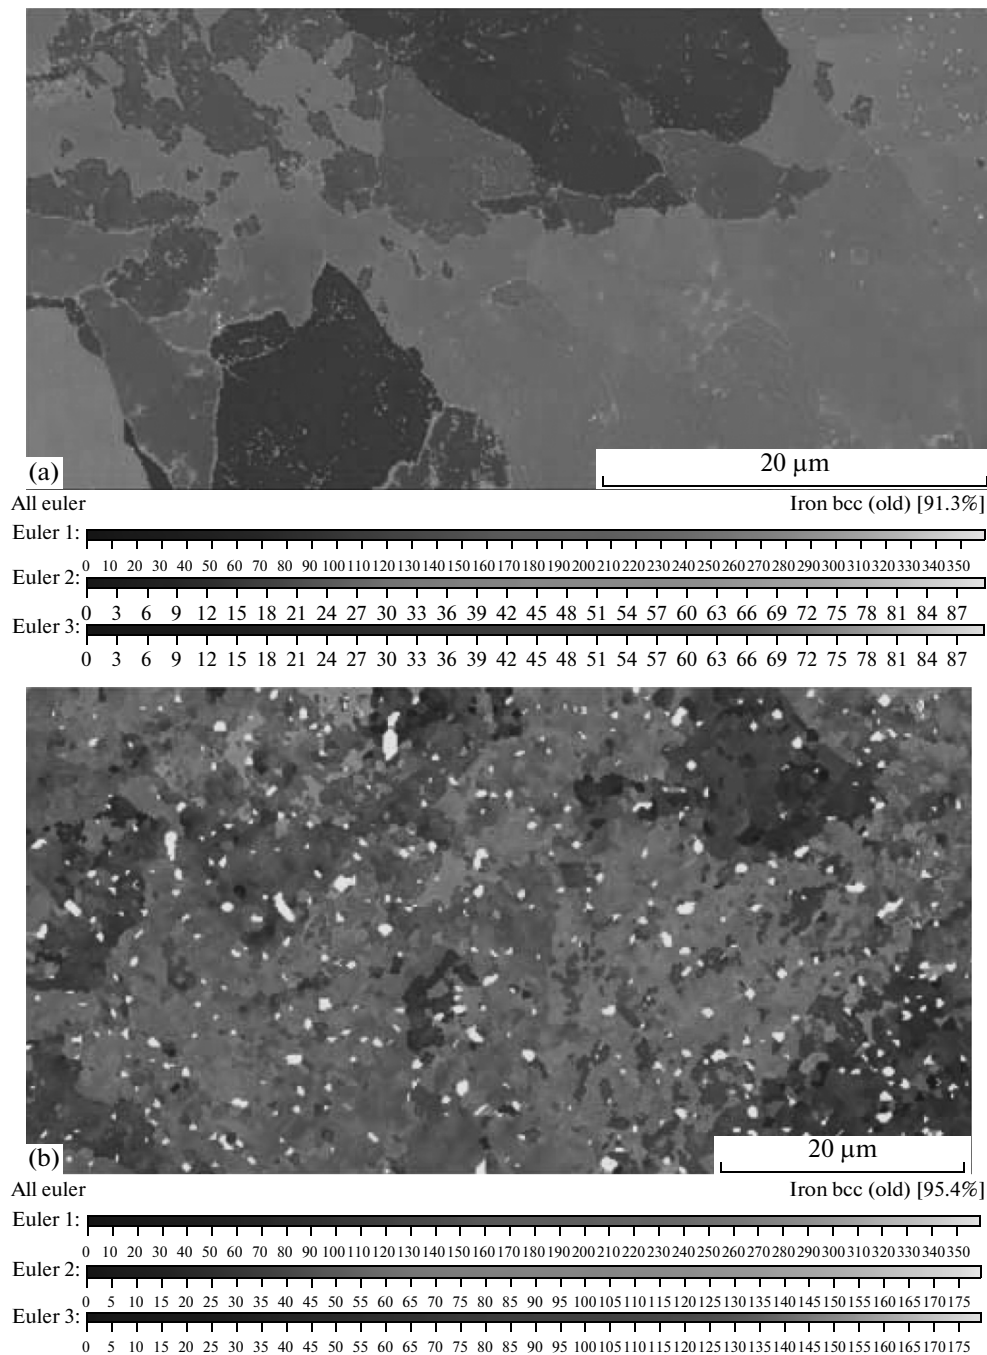 (a)
20 μm
All euler
Iron bcc (old) [91.3%]
Euler 1:
0 10 20 30 40 50 60 70 80 90 100 110 120 130 140 150 160 170 180 190 200 210 220 230 240 250 260 270 280 290 300 310 320 330 340 350
Euler 2:
0 3 6 9 12 15 18 21 24 27 30 33 36 39 42 45 48 51 54 57 60 63 66 69 72 75 78 81 84 87
Euler 3:
0 3 6 9 12 15 18 21 24 27 30 33 36 39 42 45 48 51 54 57 60 63 66 69 72 75 78 81 84 87
(b)
20 μm
All euler
Iron bcc (old) [95.4%]
Euler 1:
0 10 20 30 40 50 60 70 80 90 100 110 120 130 140 150 160 170 180 190 200 210 220 230 240 250 260 270 280 290 300 310 320 330 340 350
Euler 2:
0 5 10 15 20 25 30 35 40 45 50 55 60 65 70 75 80 85 90 95 100 105 110 115 120 125 130 135 140 145 150 155 160 165 170 175
Euler 3:
0 5 10 15 20 25 30 35 40 45 50 55 60 65 70 75 80 85 90 95 100 105 110 115 120 125 130 135 140 145 150 155 160 165 170 175